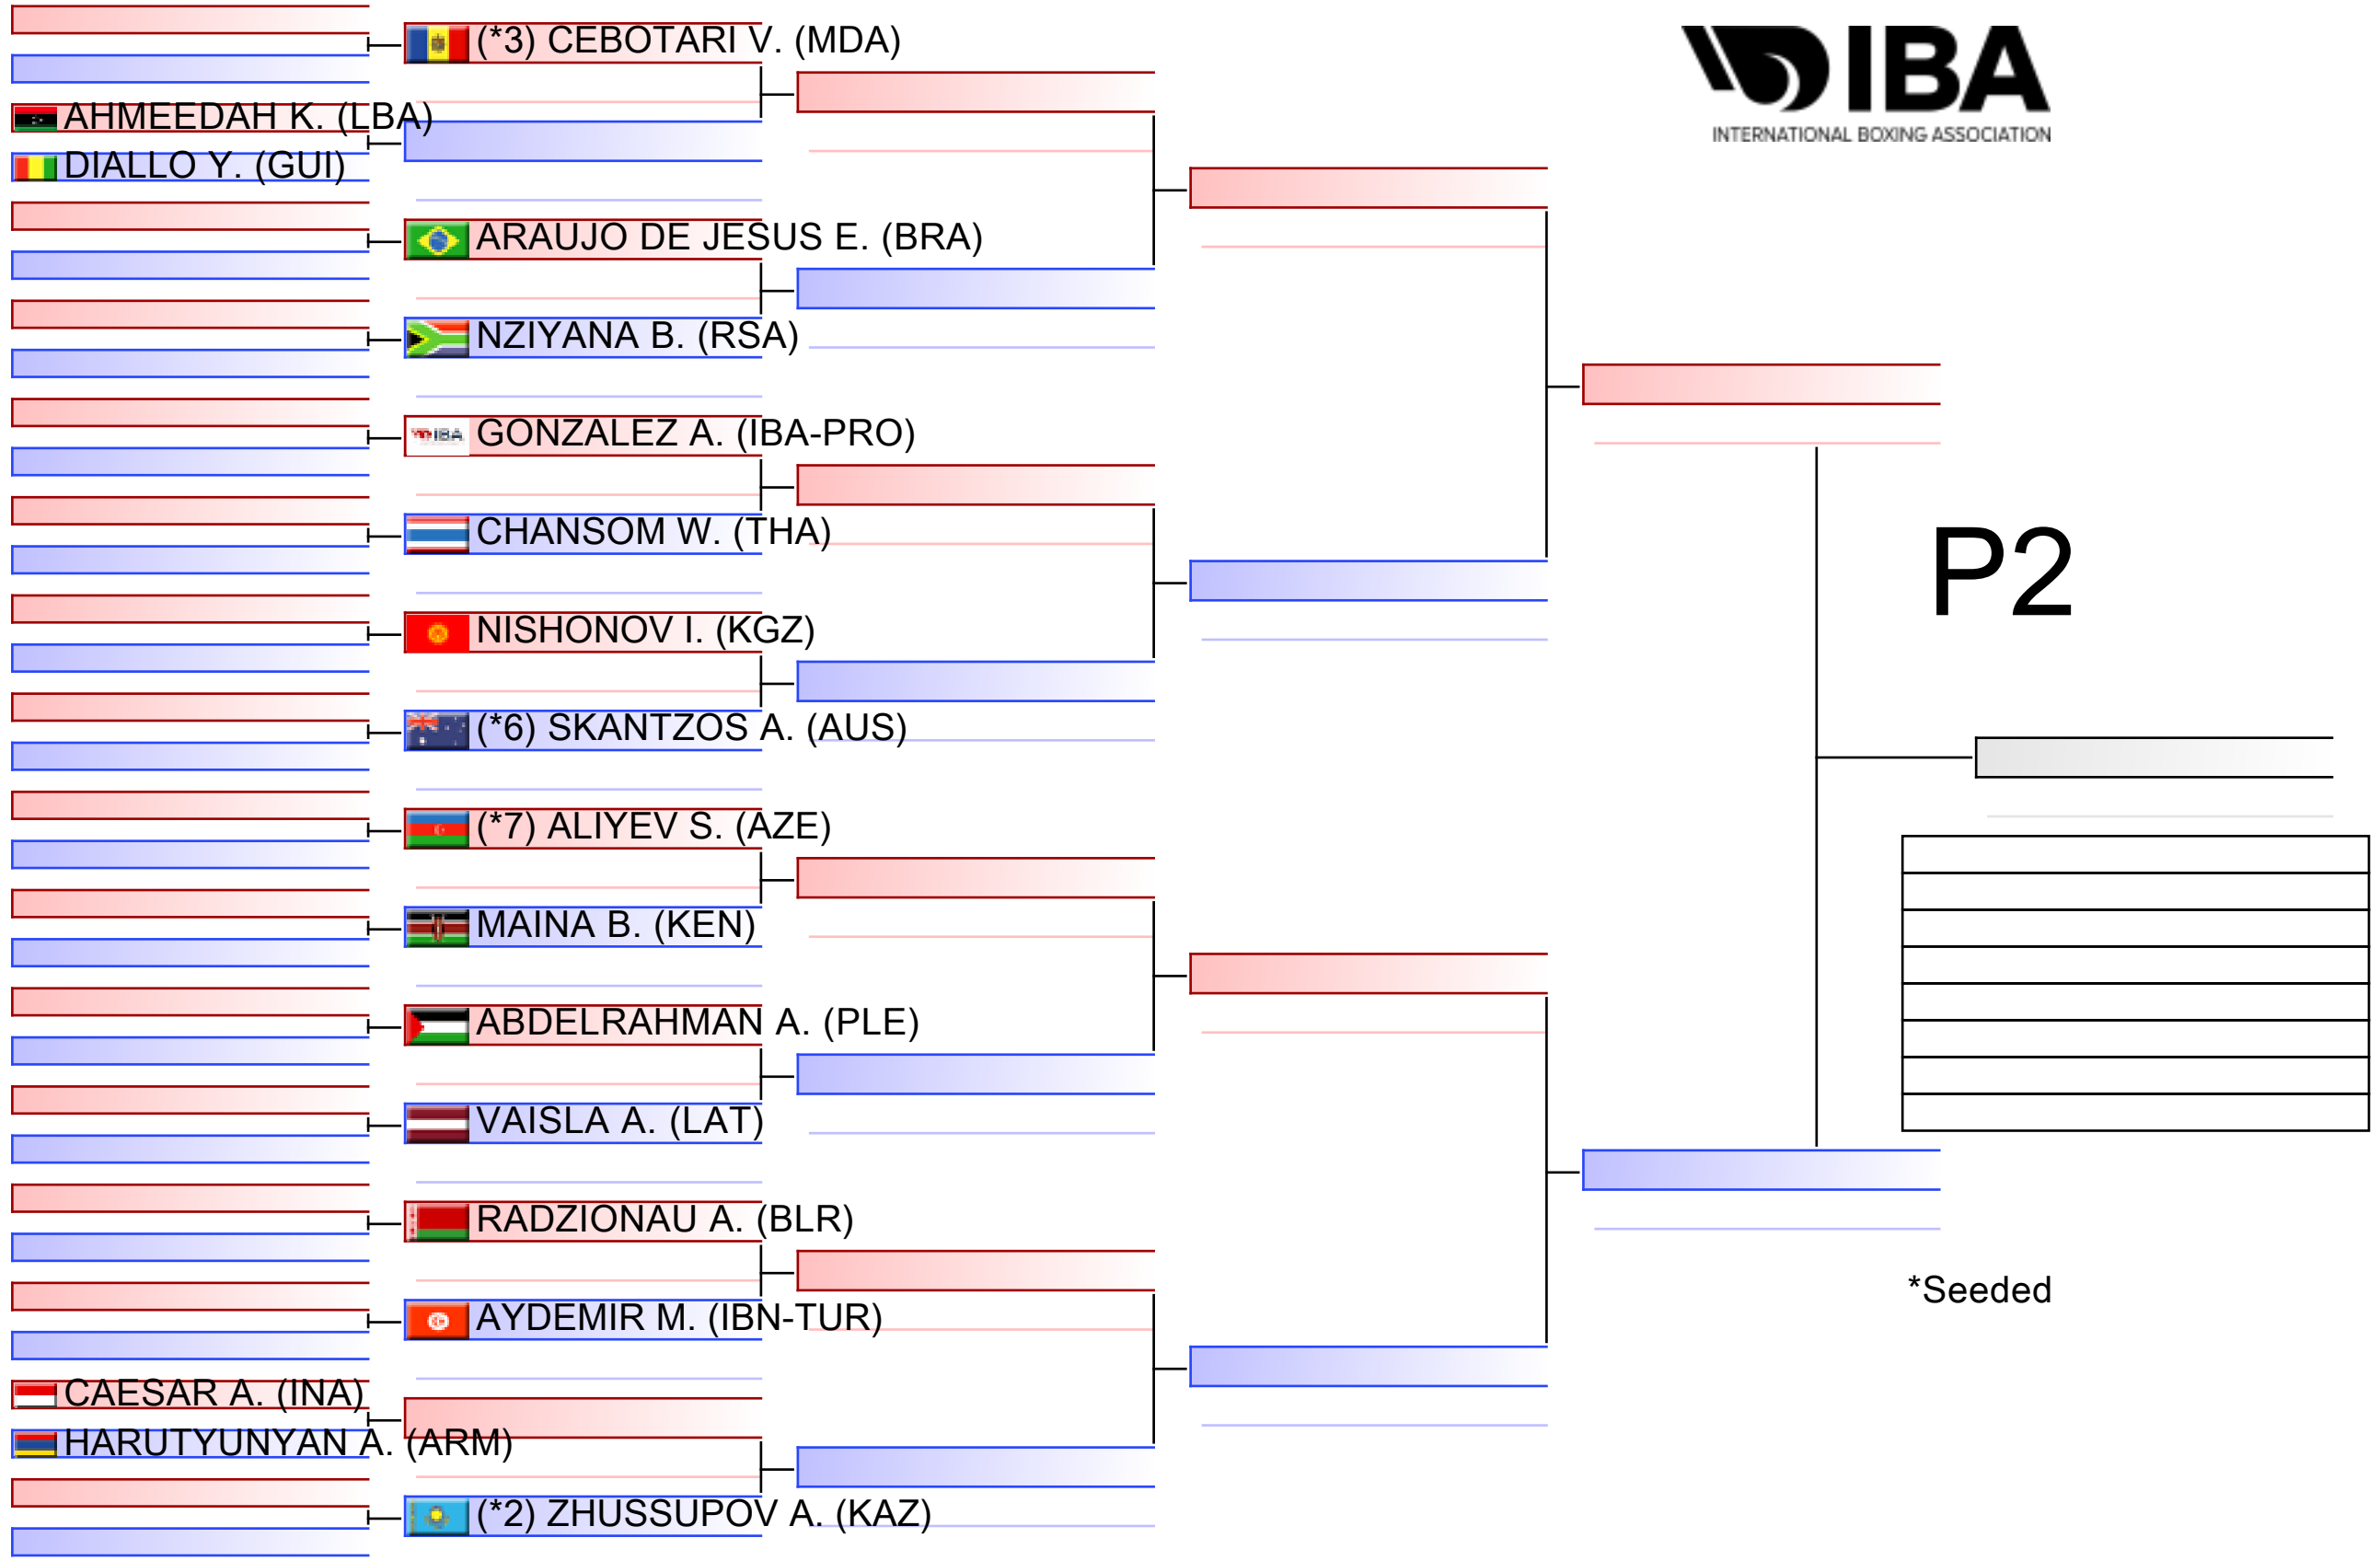 (*3) CEBOTARI V. (MDA)
IBA
INTERNATIONAL BOXING ASSOCIATION
AHMEEDAH K. (LBA)
DIALLO Y. (GUI)
ARAUJO DE JESUS E. (BRA)
NZIYANA B. (RSA)
IBA
GONZALEZ A. (IBA-PRO)
CHANSOM W. (THA)
P2
NISHONOV I. (KGZ)
(*6) SKANTZOS A. (AUS)
(*7) ALIYEV S. (AZE)
MAINA B. (KEN)
ABDELRAHMAN A. (PLE)
VAISLA A. (LAT)
RADZIONAU A. (BLR)
*Seeded
AYDEMIR M. (IBN-TUR)
CAESAR A. (INA)
HARUTYUNYAN A. (ARM)
(*2) ZHUSSUPOV A. (KAZ)